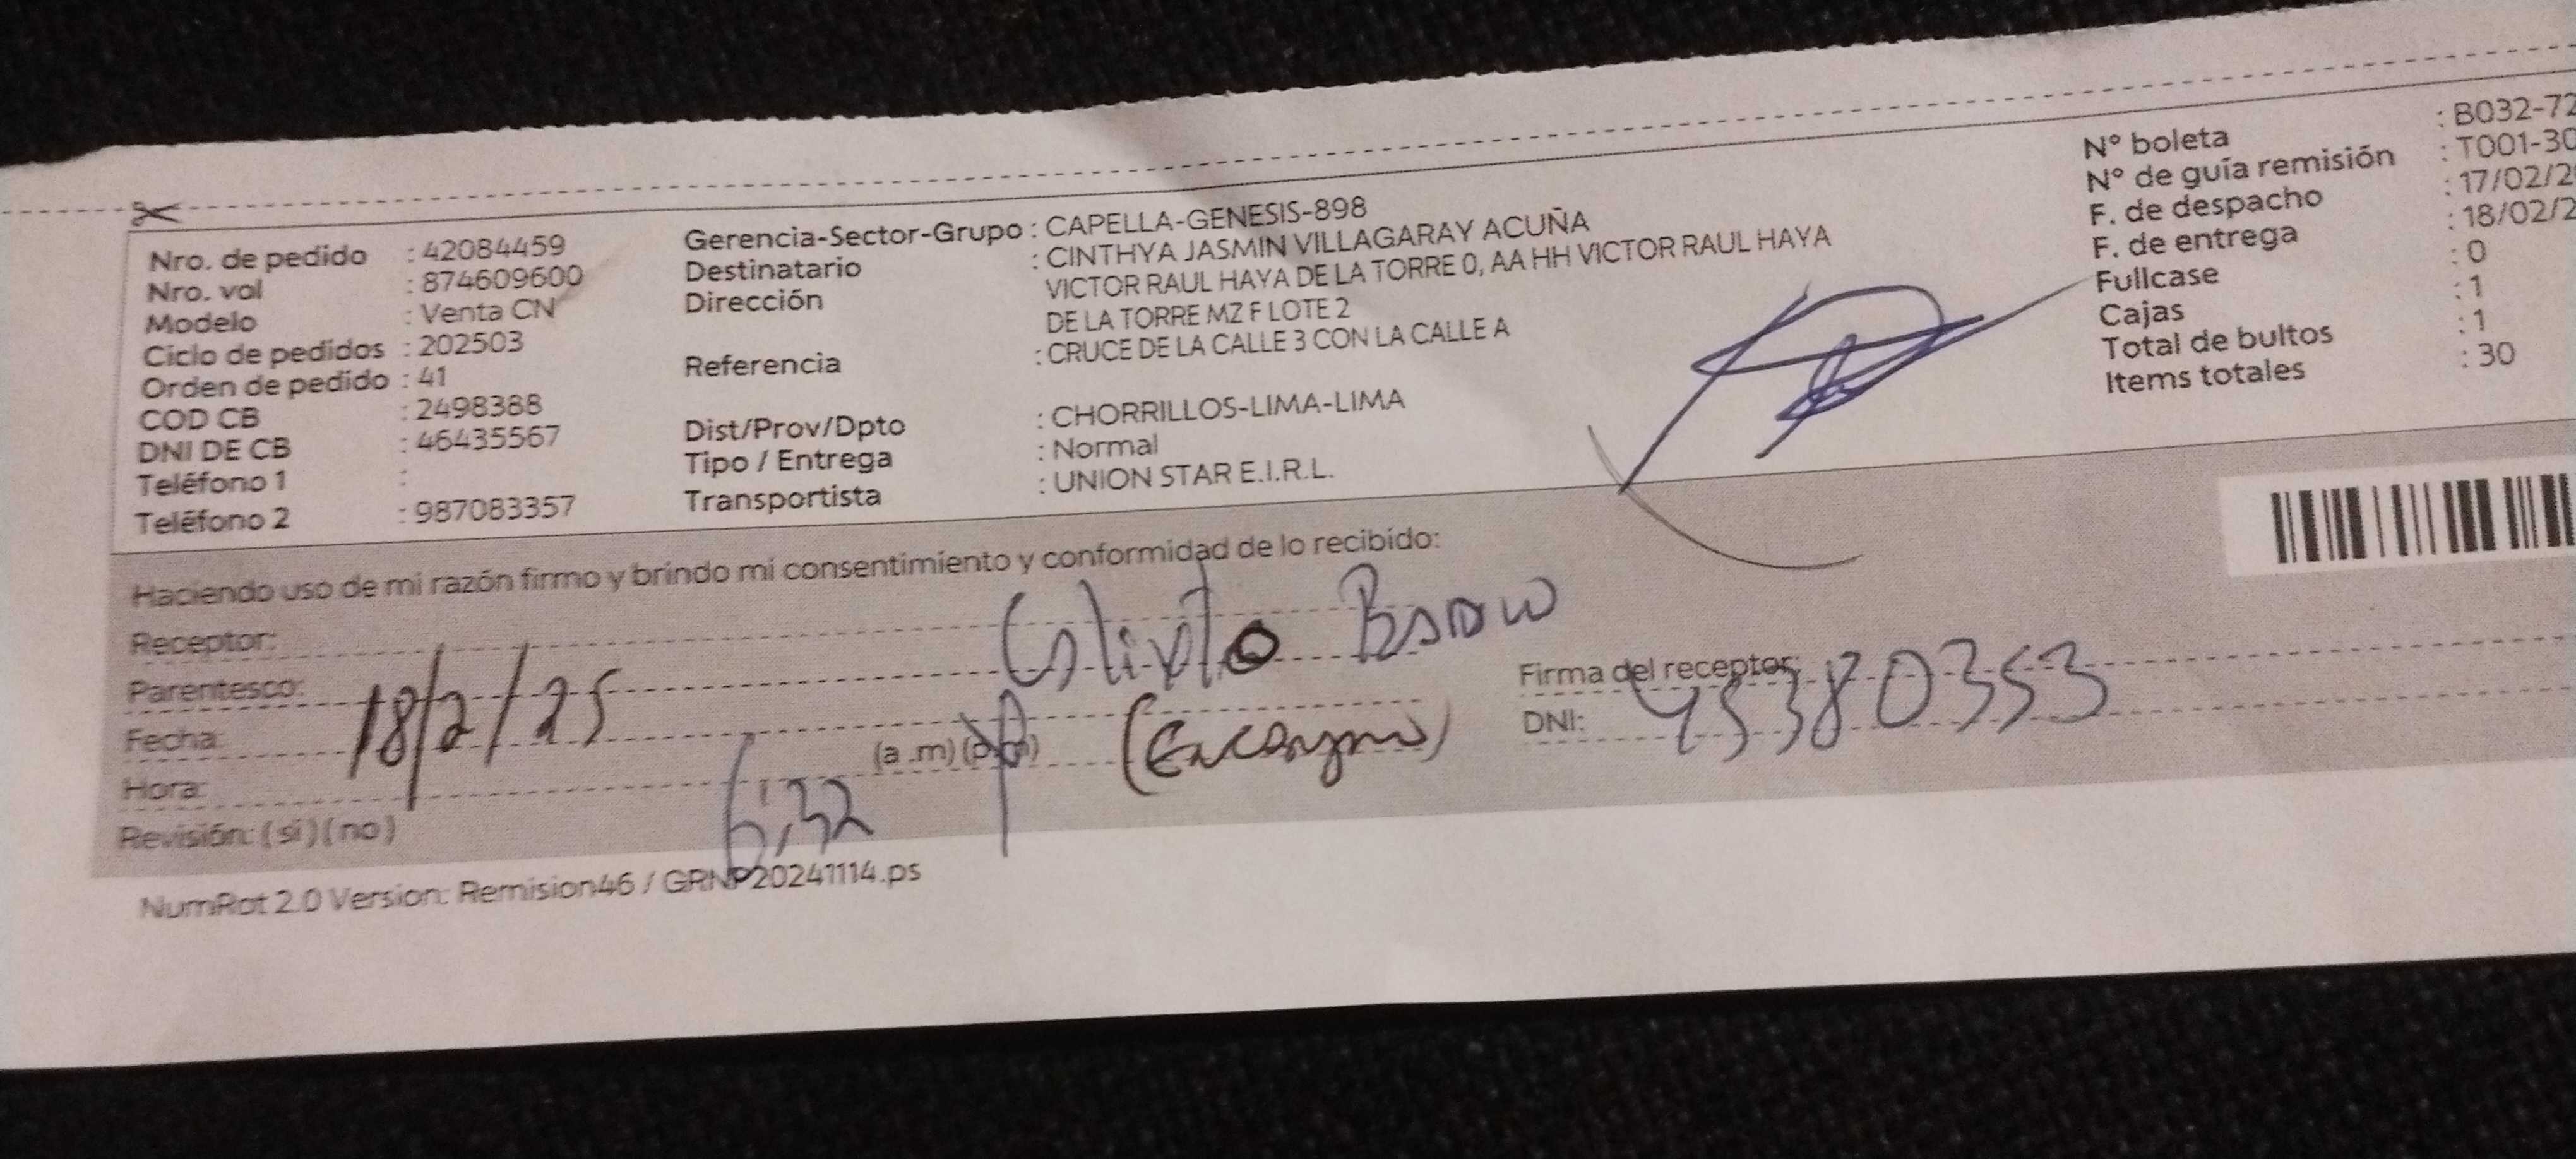 Nro. de pedido : 42084459
Nro. val : 874609600
Modelo : Venta CN
Ciclo de pedidos : 202503
Orden de pedido : 41
COD CB : 2498388
DNI DE CB : 46435567
Teléfono 1 :
Teléfono 2 : 987083357
Gerencia-Sector-Grupo : CAPELLA-GENESIS-898
Destinatario : CINTHYA JASMIN VILLAGARAY ACUÑA
Dirección VICTOR RAUL HAYA DE LA TORRE 0, AA HH VICTOR RAUL HAYA
DE LA TORRE MZ F LOTE 2
Referencia : CRUCE DE LA CALLE 3 CON LA CALLE A
Dist/Prov/Dpto : CHORRILLOS-LIMA-LIMA
Tipo / Entrega : Normal
Transportista : UNION STAR E.I.R.L.
N° boleta : B032-72
N° de guía remisión : T001-30
F. de despacho : 17/02/2
F. de entrega : 18/02/2
Fullcase : 0
Cajas : 1
Total de bultos : 1
Items totales : 30
Haciendo uso de mi razón firmo y brindo mi consentimiento y conformidad de lo recibido:
Receptor:
Parentesco:
Fecha: 18/2/25
Hora: 6:32 (a .m) (p.m)
Revisión: ( si ) ( no )
Firma del receptor:
DNI: 45380353
NumRot 2.0 Version: Remision46 / GRNP20241114.ps